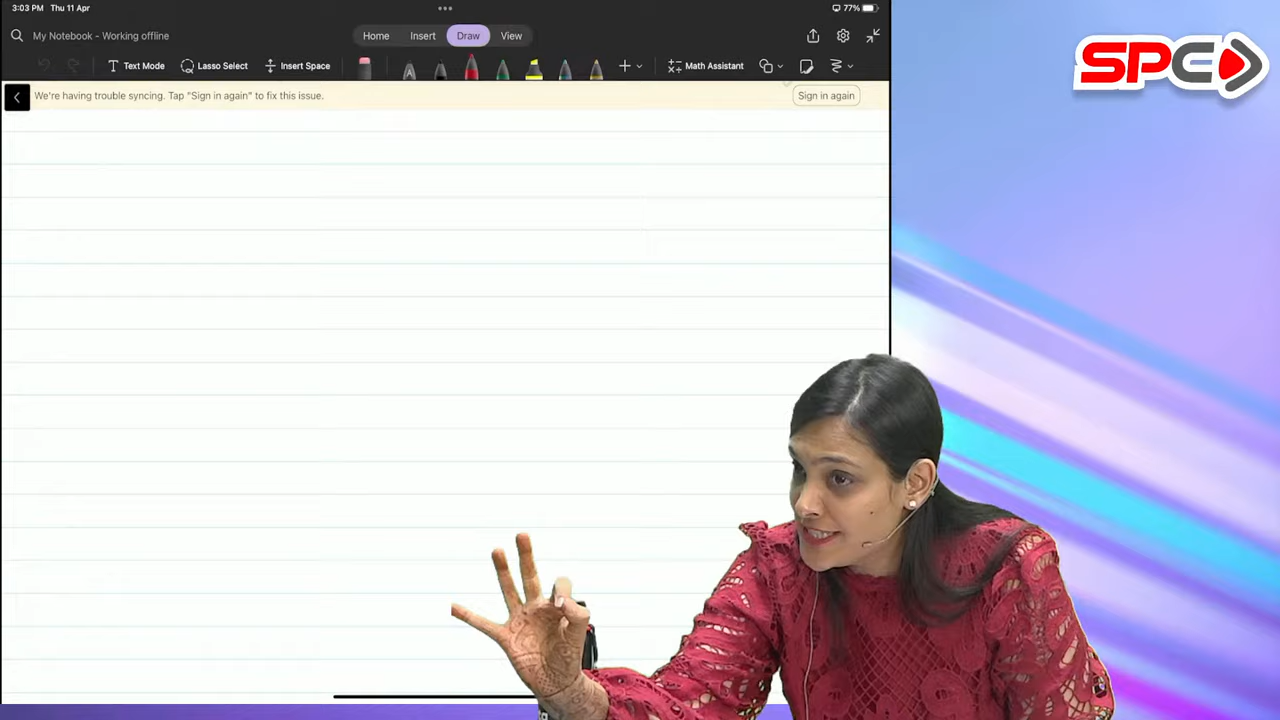 3:03 PM Thu 11 Apr
77%
My Notebook - Working offline
Home Insert Draw View
Text Mode Lasso Select Insert Space Math Assistant
We're having trouble syncing. Tap "Sign in again" to fix this issue.
Sign in again
SPC